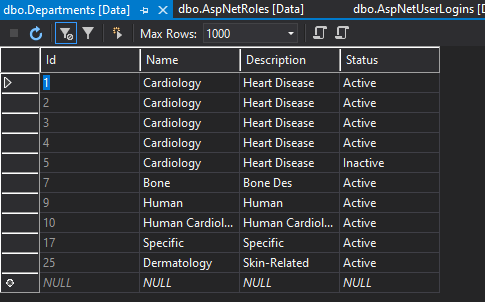 dbo.Departments [Data] dbo.AspNetRoles [Data] dbo.AspNetUserLogins [D
Max Rows: 1000
Id Name Description Status
1 Cardiology Heart Disease Active
2 Cardiology Heart Disease Active
3 Cardiology Heart Disease Active
4 Cardiology Heart Disease Active
5 Cardiology Heart Disease Inactive
7 Bone Bone Des Active
9 Human Human Active
10 Human Cardiol... Human Cardiol... Active
17 Specific Specific Active
25 Dermatology Skin-Related Active
NULL NULL NULL NULL